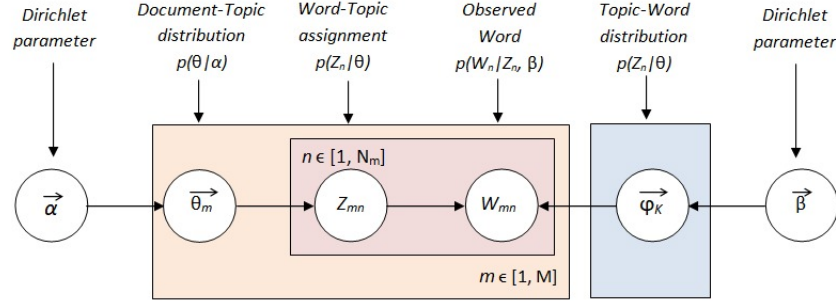 Dirichlet
parameter
Document-Topic
distribution
p(θ|α)
Word-Topic
assignment
p(Zₙ|θ)
Observed
Word
p(Wₙ|Zₙ, β)
Topic-Word
distribution
p(Zₙ|θ)
Dirichlet
parameter
n ϵ [1, Nₘ]
α⃗
θₘ⃗
Zₘₙ
Wₘₙ
φ_K⃗
β⃗
m ϵ [1, M]